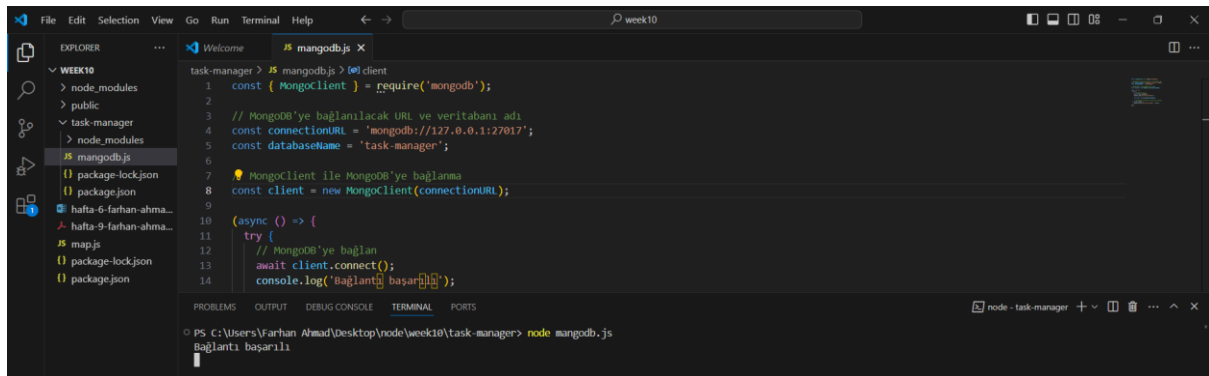 File Edit Selection View Go Run Terminal Help
week10
EXPLORER
WEEK10
node_modules
public
task-manager
node_modules
JS mangodb.js
{} package-lock.json
{} package.json
hafta-6-farhan-ahma...
hafta-9-farhan-ahma...
JS map.js
{} package-lock.json
{} package.json
1
Welcome
JS mangodb.js
task-manager > JS mangodb.js > client
1 const { MongoClient } = require('mongodb');
2
3 // MongoDB'ye bağlanılacak URL ve veritabanı adı
4 const connectionURL = 'mongodb://127.0.0.1:27017';
5 const databaseName = 'task-manager';
6
7 MongoClient ile MongoDB'ye bağlanma
8 const client = new MongoClient(connectionURL);
9
10 (async () => {
11 try {
12 // MongoDB'ye bağlan
13 await client.connect();
14 console.log('Bağlantı başarılı');
PROBLEMS OUTPUT DEBUG CONSOLE TERMINAL PORTS
node - task-manager
PS C:\Users\Farhan Ahmad\Desktop\node\week10\task-manager> node mangodb.js
Bağlantı başarılı